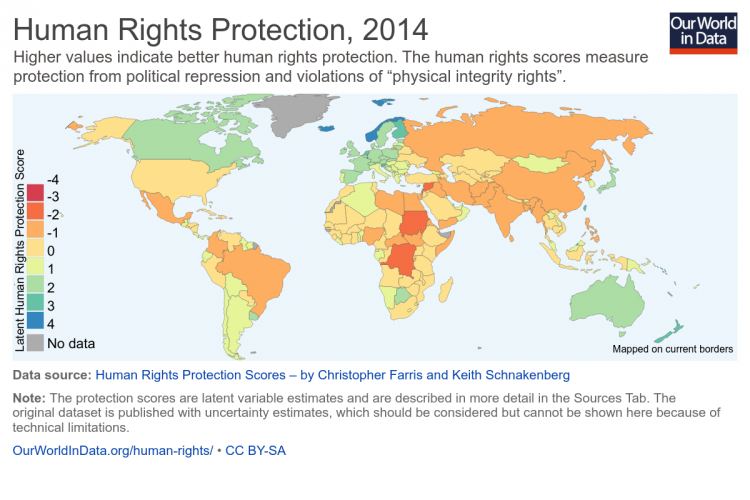 Human Rights Protection, 2014
Our World
in Data
Higher values indicate better human rights protection. The human rights scores measure
protection from political repression and violations of “physical integrity rights”.
Latent Human Rights Protection Score
-4
-3
-2
-1
0
1
2
3
4
No data
Mapped on current borders
Data source: Human Rights Protection Scores – by Christopher Farris and Keith Schnakenberg
Note: The protection scores are latent variable estimates and are described in more detail in the Sources Tab. The
original dataset is published with uncertainty estimates, which should be considered but cannot be shown here because of
technical limitations.
OurWorldInData.org/human-rights/ • CC BY-SA